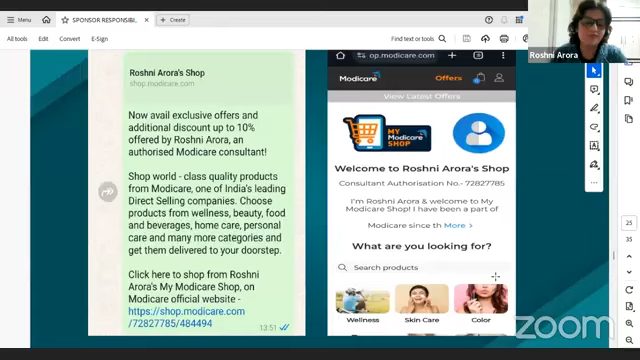 Menu
SPONSOR RESPONSIBIL...
Create
All tools
Edit
Convert
E-Sign
Find text or tools
Roshni Arora
Roshni Arora's Shop
shop.modicare.com
Now avail exclusive offers and
additional discount up to 10%
offered by Roshni Arora, an
authorised Modicare consultant!
Shop world - class quality products
from Modicare, one of India's leading
Direct Selling companies. Choose
products from wellness, beauty, food
and beverages, home care, personal
care and many more categories and
get them delivered to your doorstep.
Click here to shop from Roshni
Arora's My Modicare Shop, on
Modicare official website -
https://shop.modicare.com
/72827785/484494
13:51
op.modicare.com
Modicare
Offers
View Latest Offers
MY
MODICARE
SHOP
Welcome to Roshni Arora's Shop
Consultant Authorisation No.- 72827785
I'm Roshni Arora & welcome to My
Modicare Shop! I have been a part of
Modicare since th More >
What are you looking for?
Search products
Wellness
Skin Care
Color
25
35
zoom